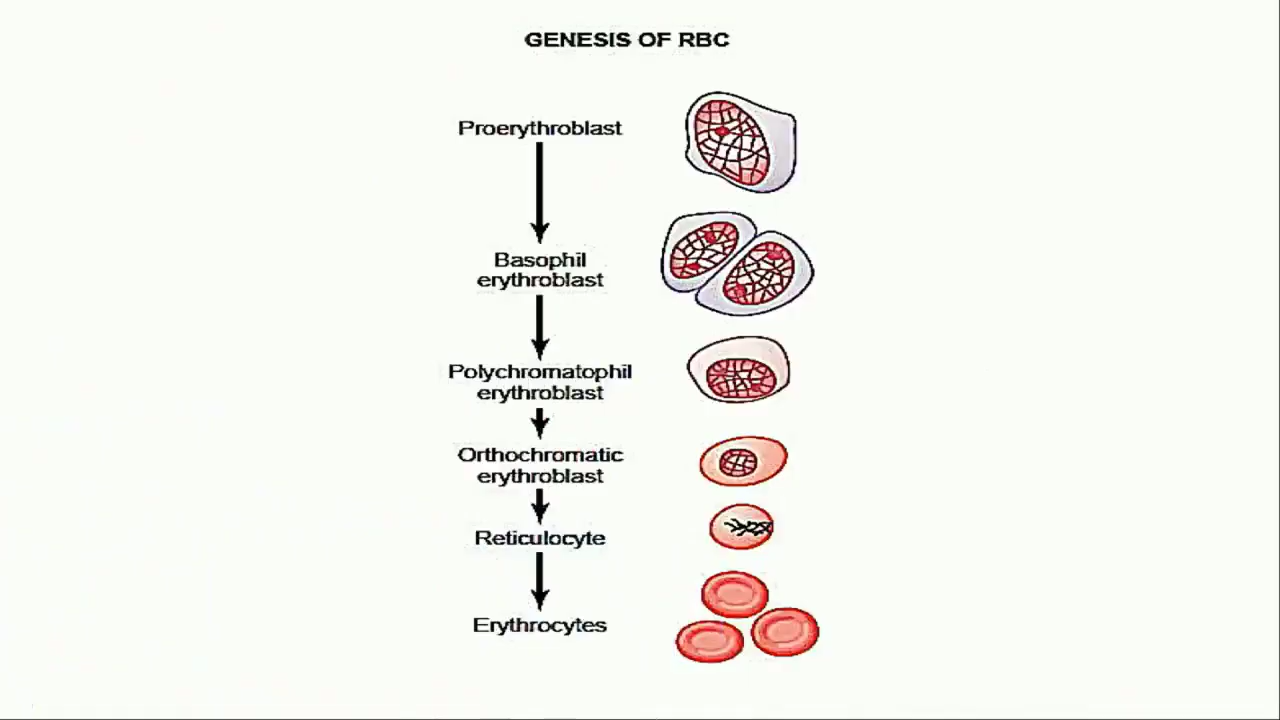 GENESIS OF RBC
Proerythroblast
Basophil
erythroblast
Polychromatophil
erythroblast
Orthochromatic
erythroblast
Reticulocyte
Erythrocytes